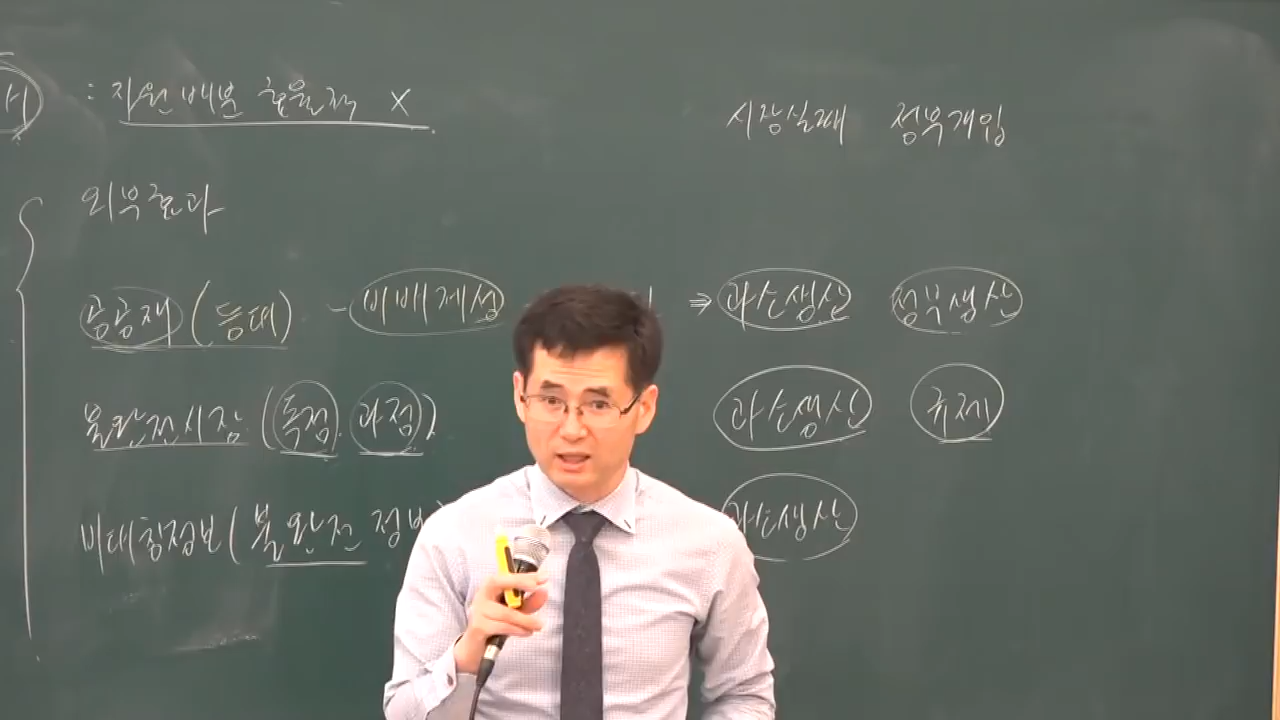 : 자원배분 효율적 X
시장실패 정부개입
외부효과
공공재 (등대) - 비배제성 ⇒ 과소생산 정부생산
불완전시장 (독점, 과점) 과소생산 규제
비대칭정보 (불완전 정보) 과소생산